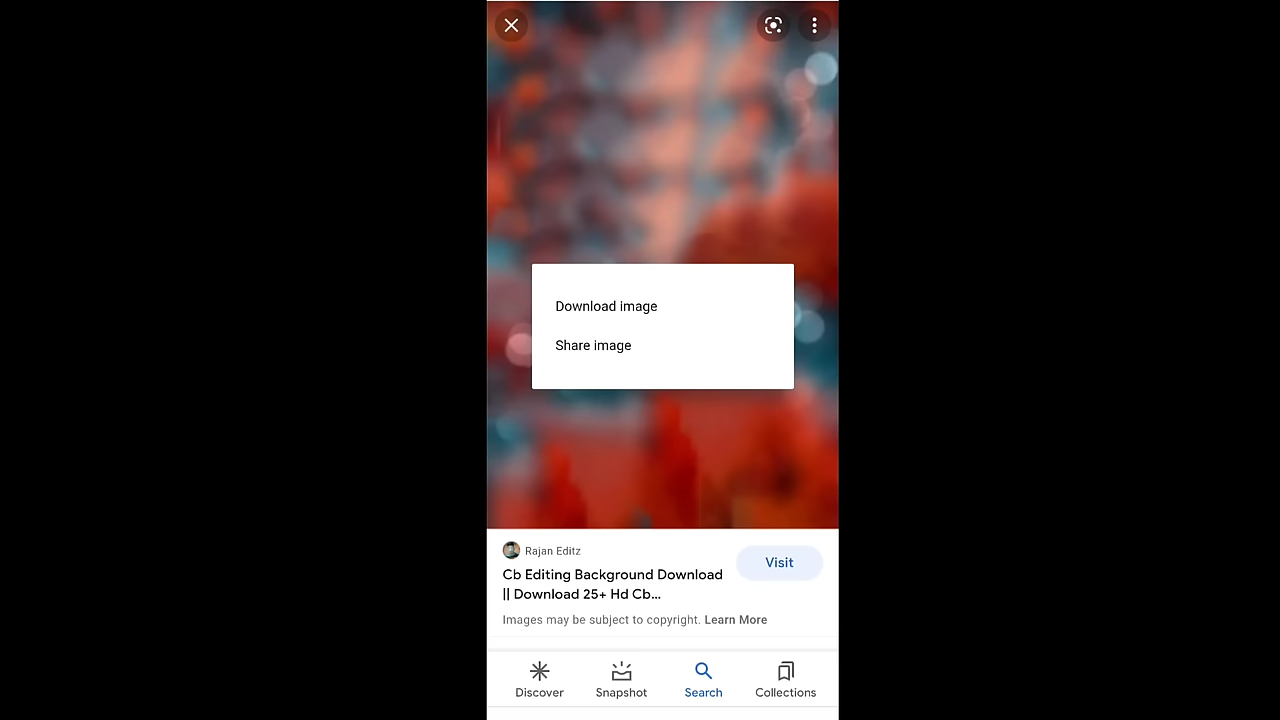 Download image
Share image
Rajan Editz
Visit
Cb Editing Background Download
|| Download 25+ Hd Cb...
Images may be subject to copyright. Learn More
Discover
Snapshot
Search
Collections